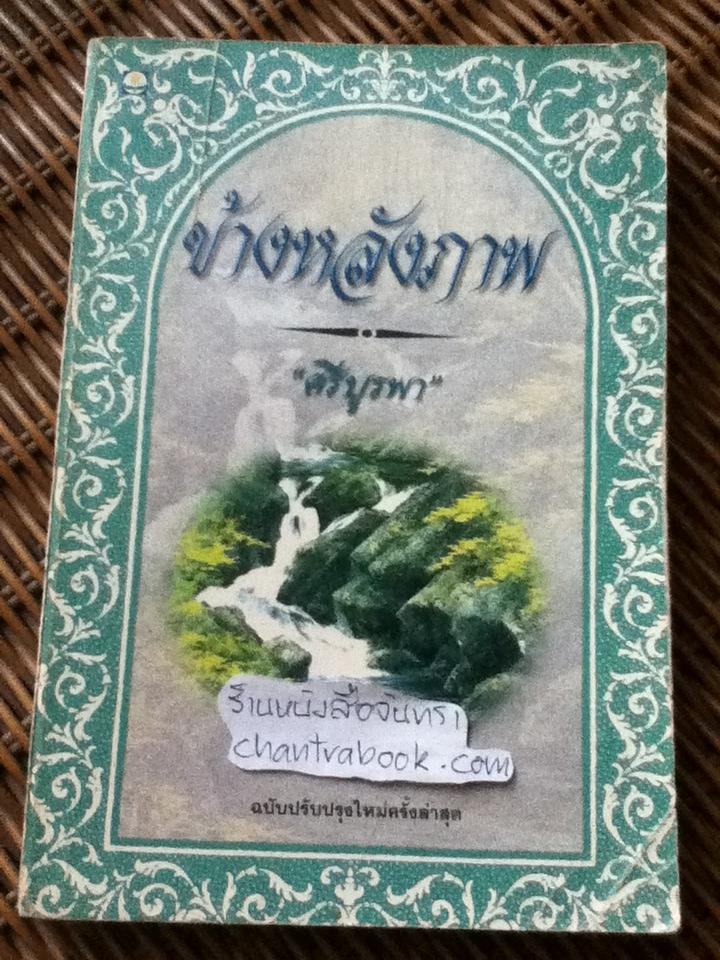 ข้างหลังภาพ
"ศรีบูรพา"
ร้านหนังสือจันทรา
chantrabook.com
ฉบับปรับปรุงใหม่ครั้งล่าสุด